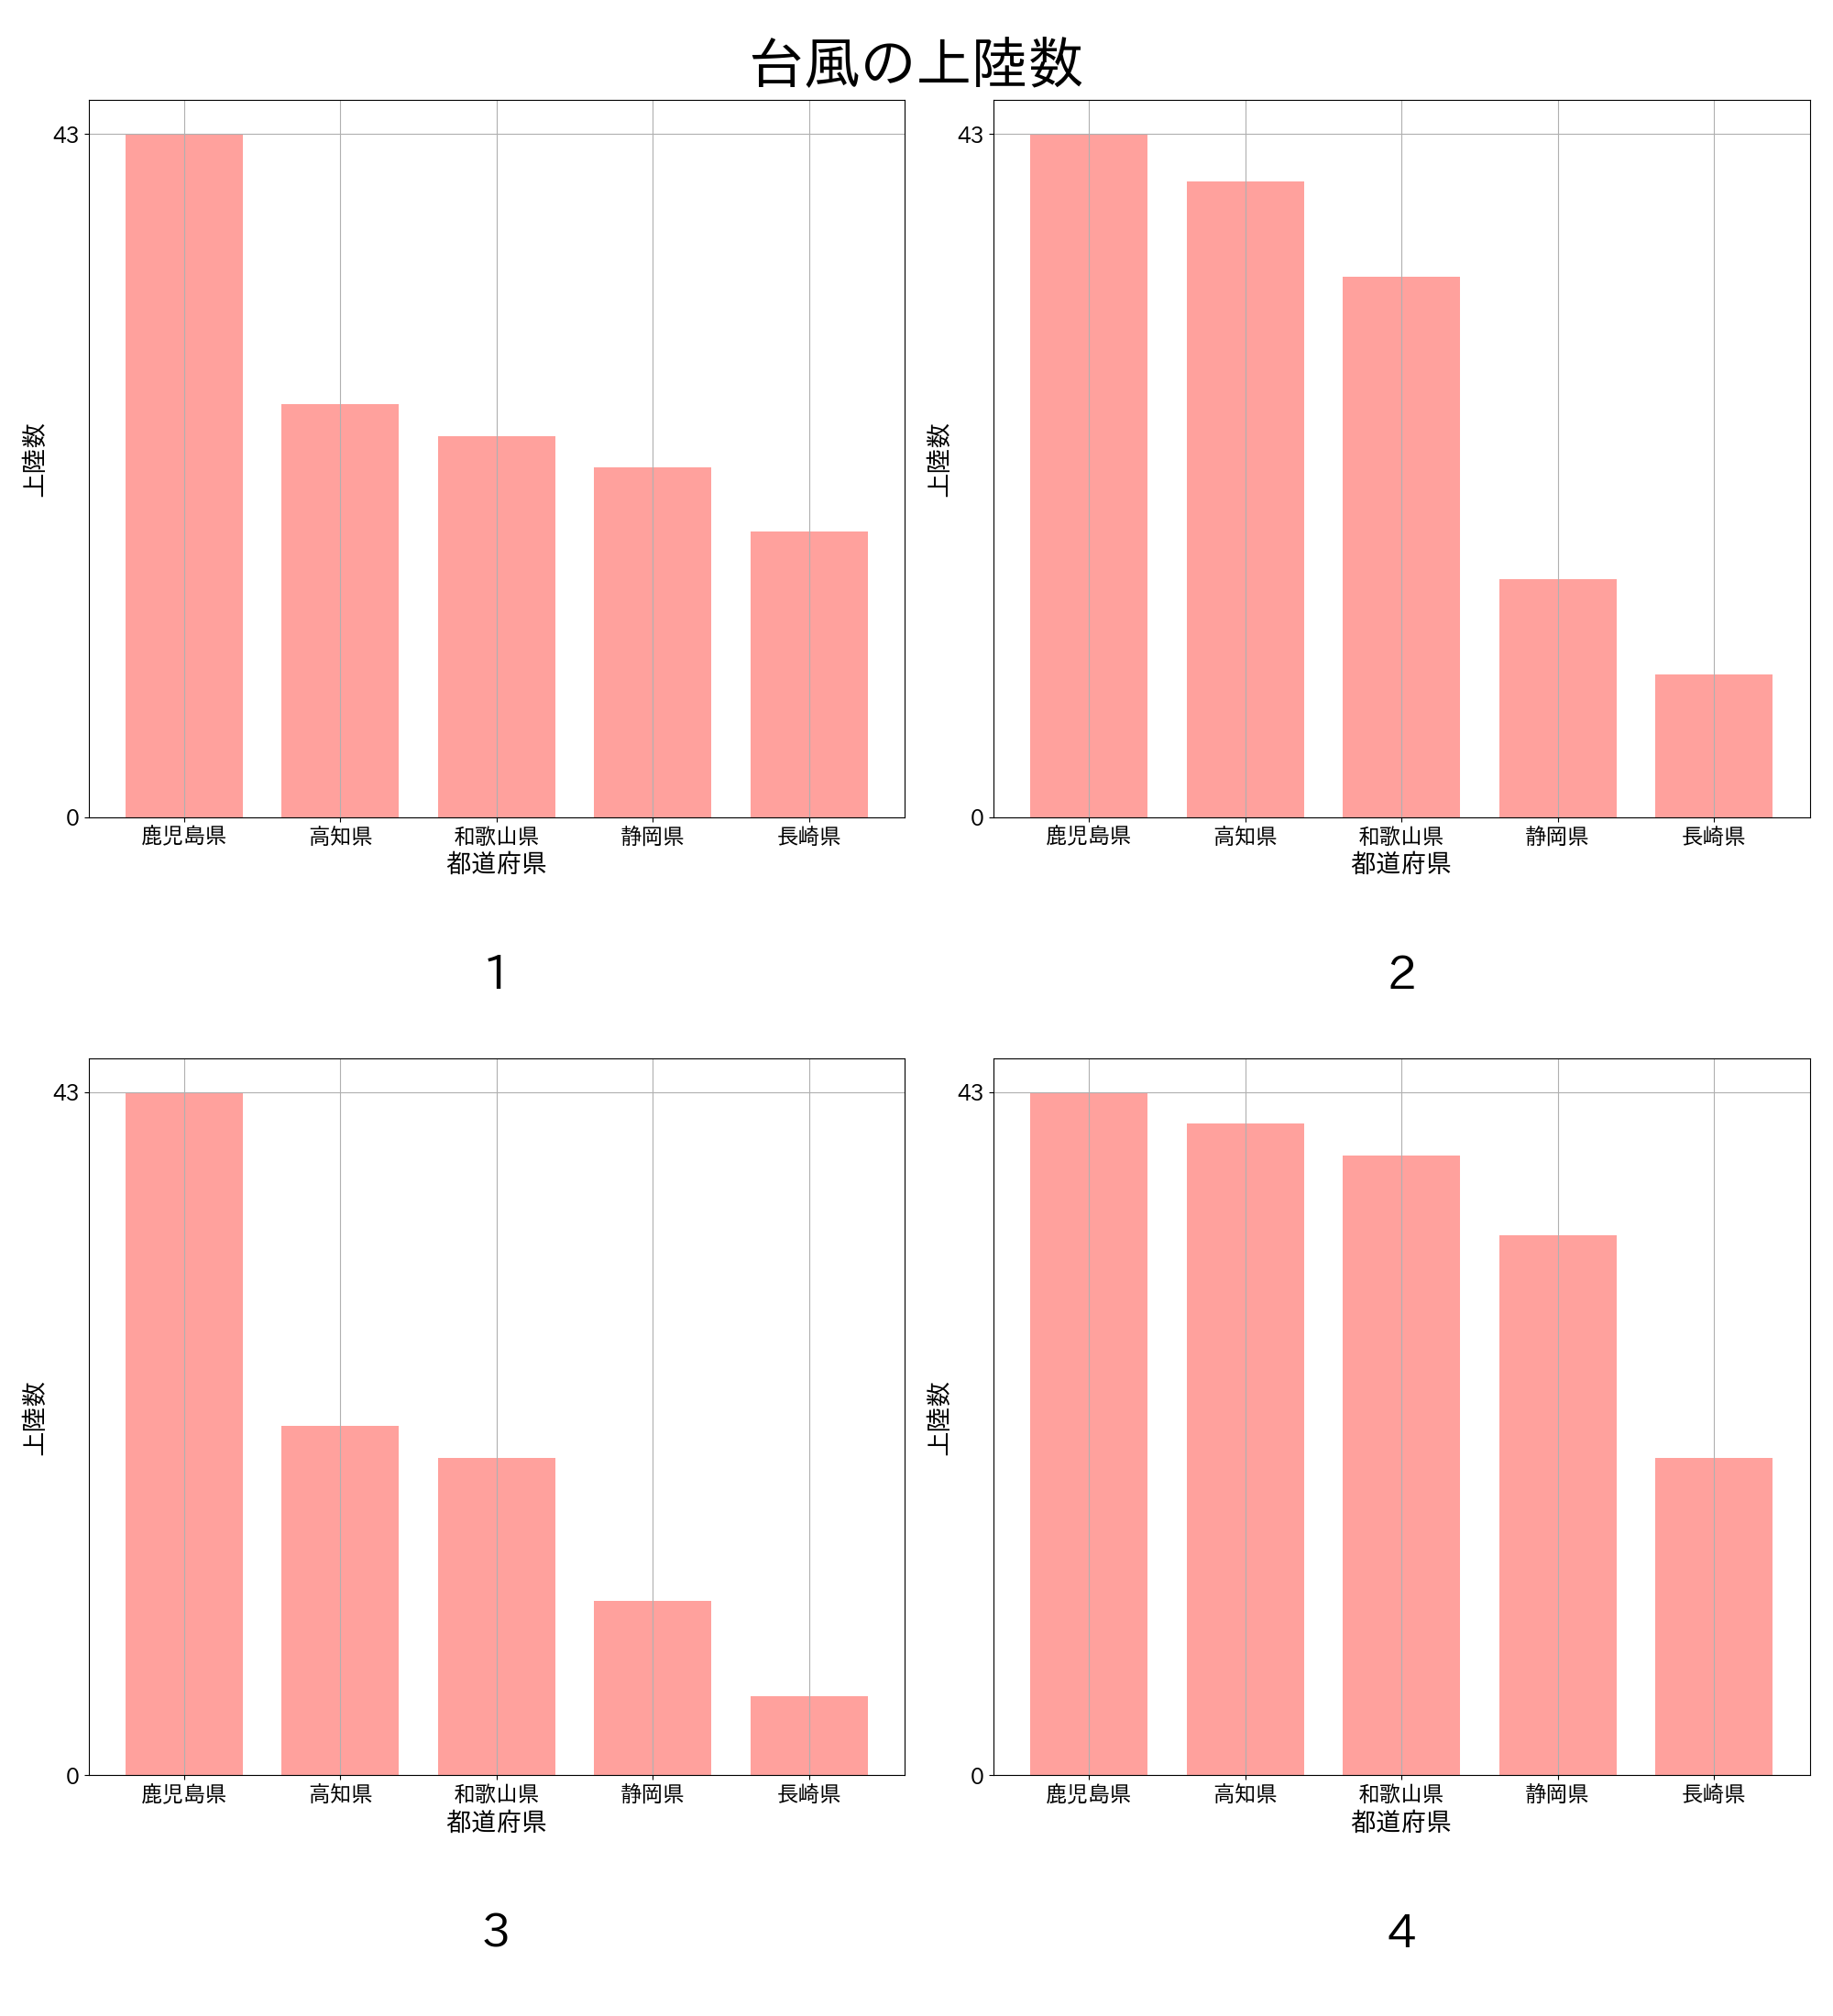 台風の上陸数
43
0
上陸数
鹿児島県 高知県 和歌山県 静岡県 長崎県
都道府県
1
43
0
上陸数
鹿児島県 高知県 和歌山県 静岡県 長崎県
都道府県
2
43
0
上陸数
鹿児島県 高知県 和歌山県 静岡県 長崎県
都道府県
3
43
0
上陸数
鹿児島県 高知県 和歌山県 静岡県 長崎県
都道府県
4